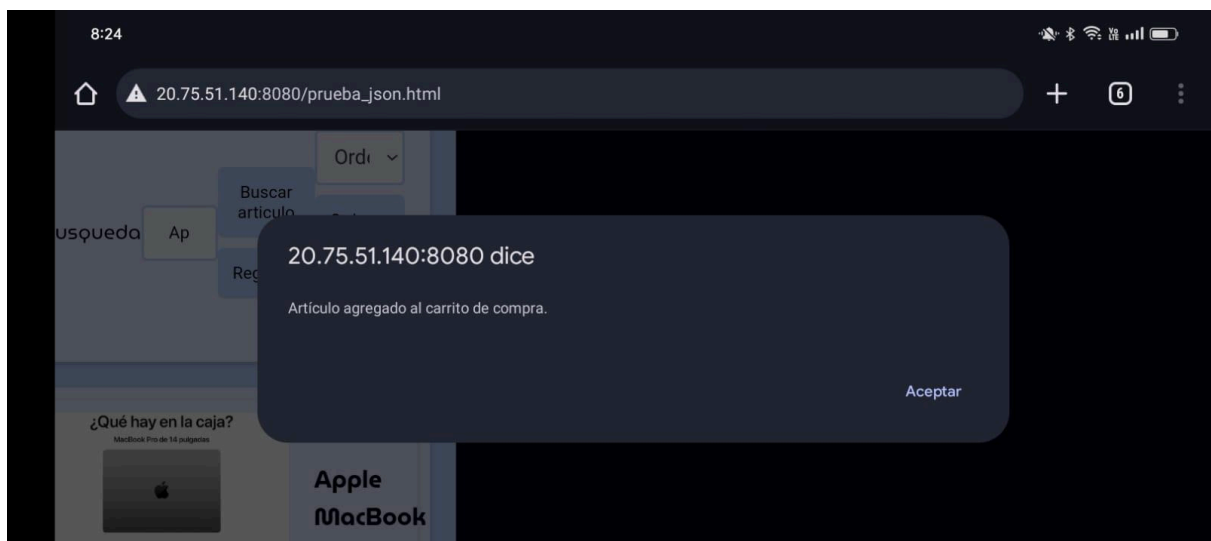 8:24
20.75.51.140:8080/prueba_json.html
6
Orde
Buscar
articulo
usqueda
Ap
Reg
20.75.51.140:8080 dice
Artículo agregado al carrito de compra.
Aceptar
¿Qué hay en la caja?
MacBook Pro de 14 pulgadas
Apple
MacBook